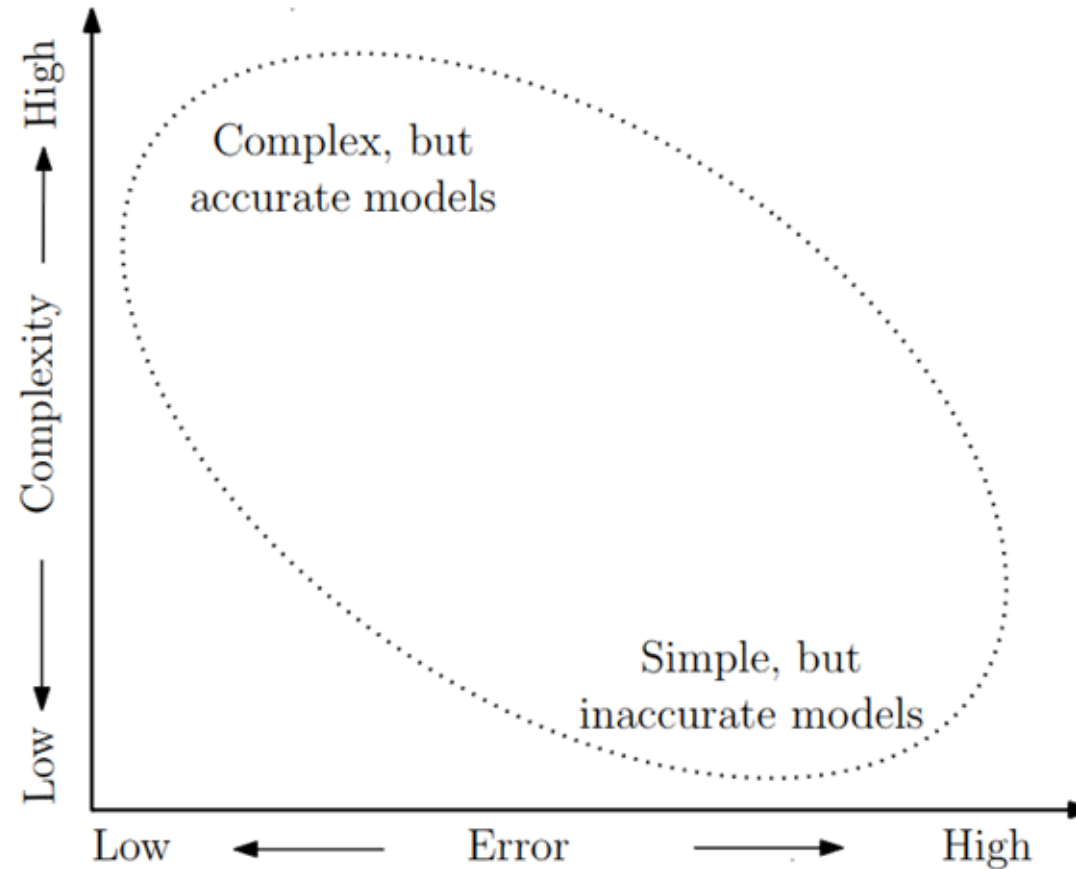 High
Complexity
Low
Complex, but
accurate models
Simple, but
inaccurate models
Low
Error
High